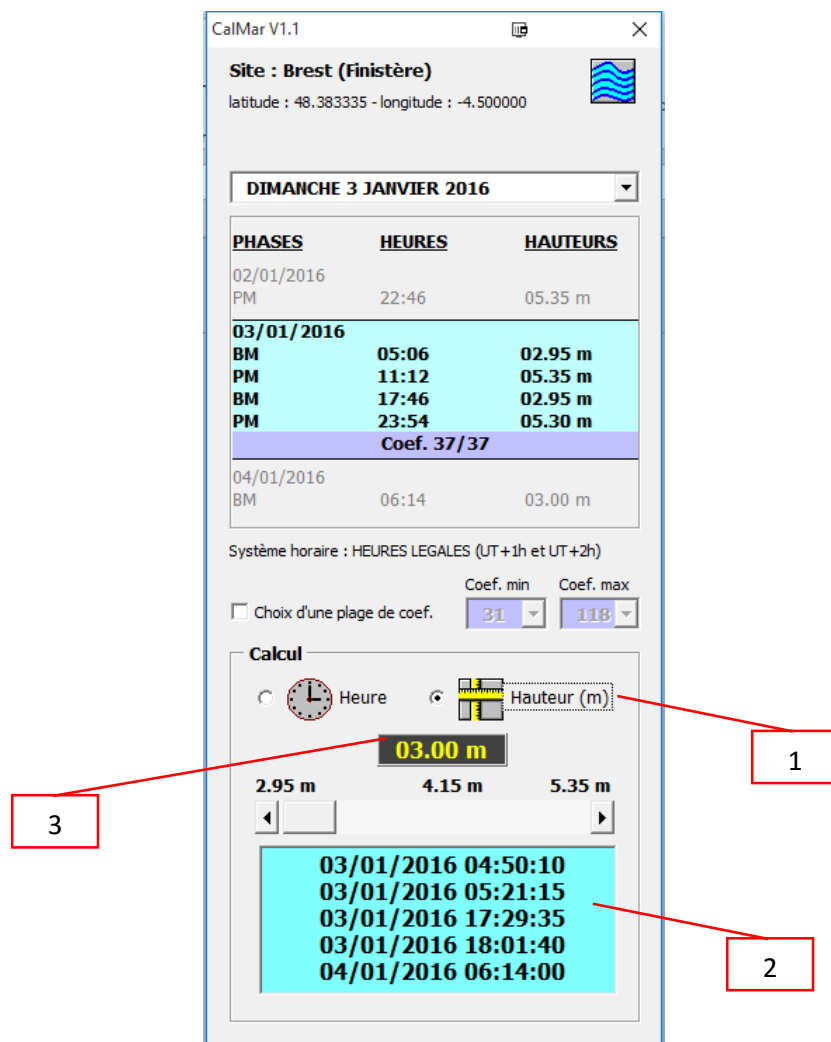 CalMar V1.1
Site : Brest (Finistère)
latitude : 48.383335 - longitude : -4.500000
DIMANCHE 3 JANVIER 2016
PHASES HEURES HAUTEURS
02/01/2016
PM 22:46 05.35 m
03/01/2016
BM 05:06 02.95 m
PM 11:12 05.35 m
BM 17:46 02.95 m
PM 23:54 05.30 m
Coef. 37/37
04/01/2016
BM 06:14 03.00 m
Système horaire : HEURES LEGALES (UT+1h et UT+2h)
Coef. min Coef. max
Choix d'une plage de coef. 31 118
Calcul
Heure Hauteur (m)
1
03.00 m
3
2.95 m 4.15 m 5.35 m
03/01/2016 04:50:10
03/01/2016 05:21:15
03/01/2016 17:29:35
03/01/2016 18:01:40
04/01/2016 06:14:00
2